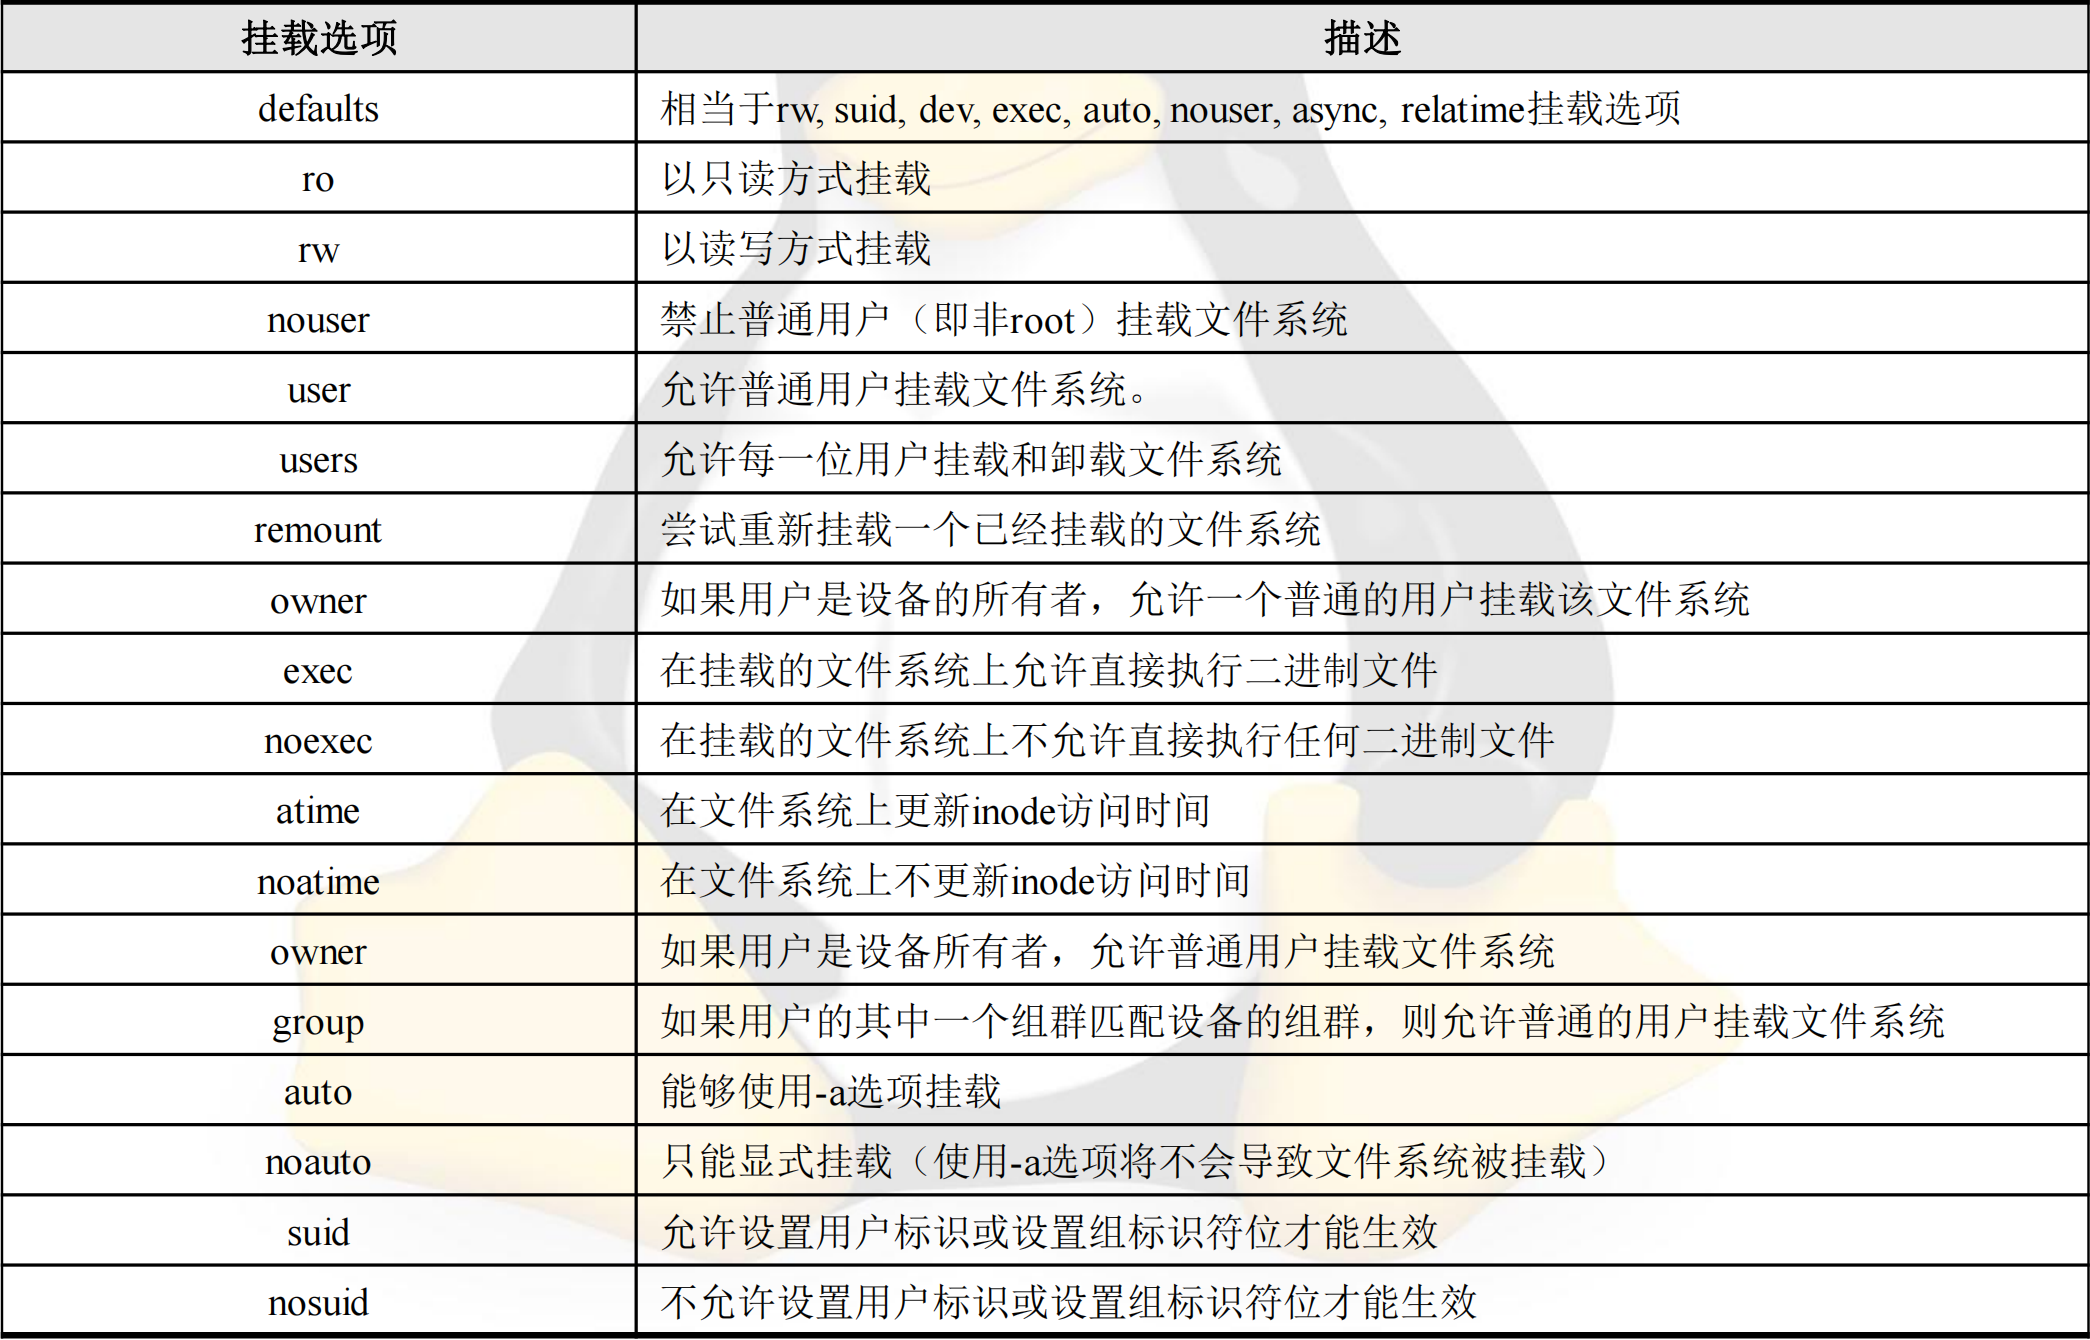 挂载选项 描述
defaults 相当于rw, suid, dev, exec, auto, nouser, async, relatime挂载选项
ro 以只读方式挂载
rw 以读写方式挂载
nouser 禁止普通用户（即非root）挂载文件系统
user 允许普通用户挂载文件系统。
users 允许每一位用户挂载和卸载文件系统
remount 尝试重新挂载一个已经挂载的文件系统
owner 如果用户是设备的所有者，允许一个普通的用户挂载该文件系统
exec 在挂载的文件系统上允许直接执行二进制文件
noexec 在挂载的文件系统上不允许直接执行任何二进制文件
atime 在文件系统上更新inode访问时间
noatime 在文件系统上不更新inode访问时间
owner 如果用户是设备所有者，允许普通用户挂载文件系统
group 如果用户的其中一个组群匹配设备的组群，则允许普通的用户挂载文件系统
auto 能够使用-a选项挂载
noauto 只能显式挂载（使用-a选项将不会导致文件系统被挂载）
suid 允许设置用户标识或设置组标识符位才能生效
nosuid 不允许设置用户标识或设置组标识符位才能生效